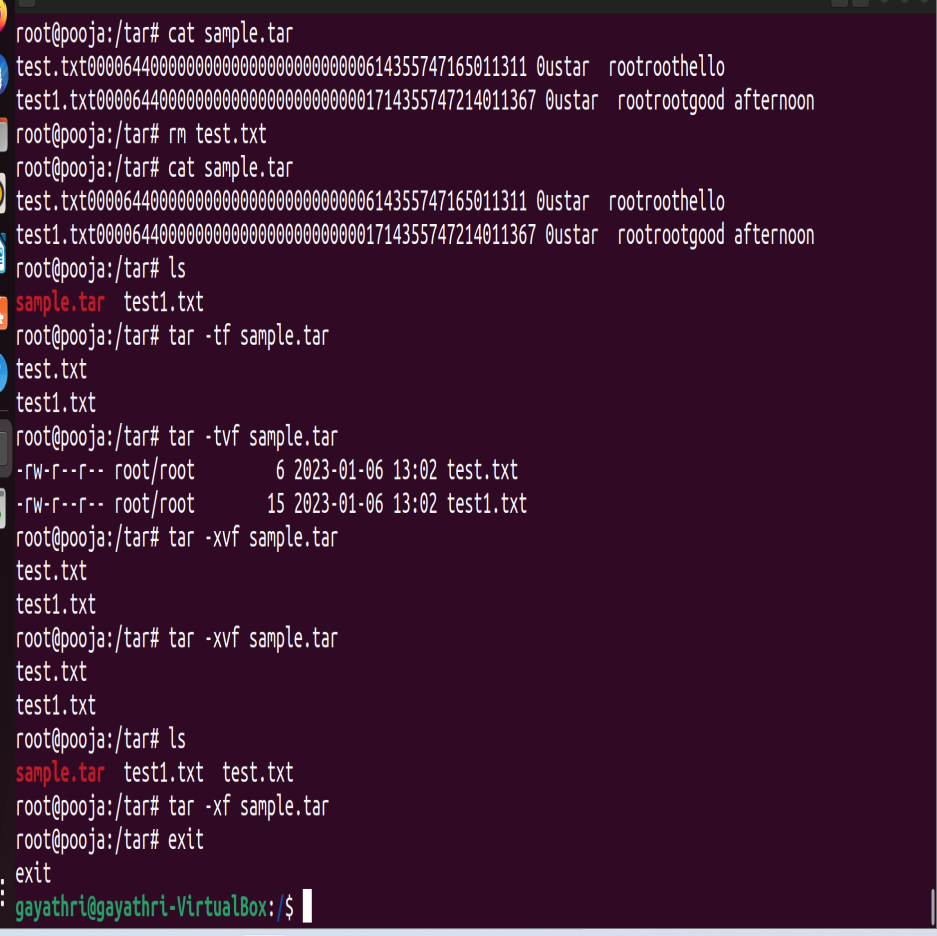 root@pooja:/tar# cat sample.tar
test.txt0000644000000000000000000000000614355747165011311 0ustar  rootroothello
test1.txt0000644000000000000000000000001714355747214011367 0ustar  rootrootgood afternoon
root@pooja:/tar# rm test.txt
root@pooja:/tar# cat sample.tar
test.txt0000644000000000000000000000000614355747165011311 0ustar  rootroothello
test1.txt0000644000000000000000000000001714355747214011367 0ustar  rootrootgood afternoon
root@pooja:/tar# ls
sample.tar  test1.txt
root@pooja:/tar# tar -tf sample.tar
test.txt
test1.txt
root@pooja:/tar# tar -tvf sample.tar
-rw-r--r-- root/root         6 2023-01-06 13:02 test.txt
-rw-r--r-- root/root        15 2023-01-06 13:02 test1.txt
root@pooja:/tar# tar -xvf sample.tar
test.txt
test1.txt
root@pooja:/tar# tar -xvf sample.tar
test.txt
test1.txt
root@pooja:/tar# ls
sample.tar  test1.txt  test.txt
root@pooja:/tar# tar -xf sample.tar
root@pooja:/tar# exit
exit
gayathri@gayathri-VirtualBox:/$